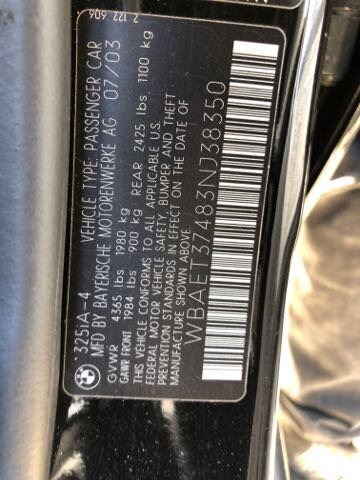 2 122 606
325iA-4 VEHICLE TYPE: PASSENGER CAR
MFD BY BAYERISCHE MOTORENWERKE AG 07/03
GVWR 4365 lbs 1980 kg
GAWR FRONT 1984 lbs 900 kg REAR 2425 lbs 1100 kg
THIS VEHICLE CONFORMS TO ALL APPLICABLE U.S.
FEDERAL MOTOR VEHICLE SAFETY, BUMPER AND THEFT
PREVENTION STANDARDS IN EFFECT ON THE DATE OF
MANUFACTURE SHOWN ABOVE
WBAET37483NJ38350